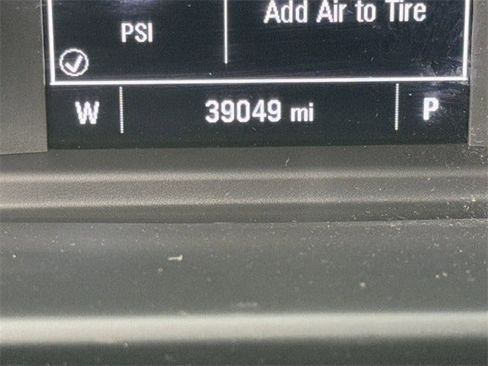 Add Air to Tire
PSI
W 39049 mi P